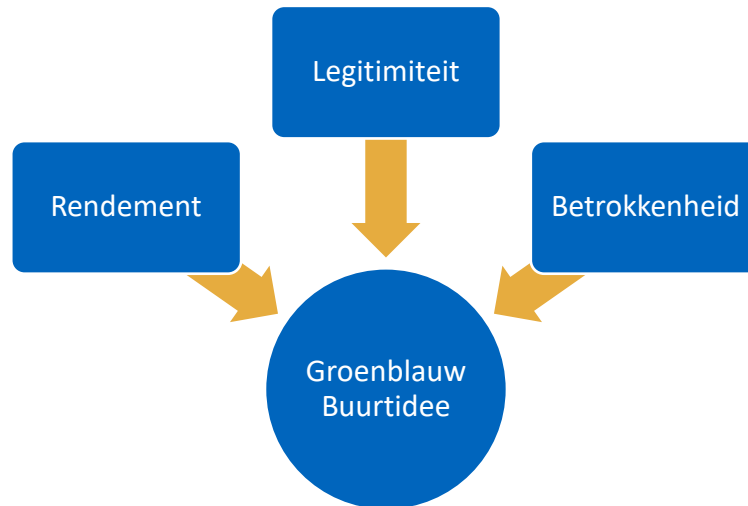 Legitimiteit
Rendement
Betrokkenheid
Groenblauw
Buurtidee